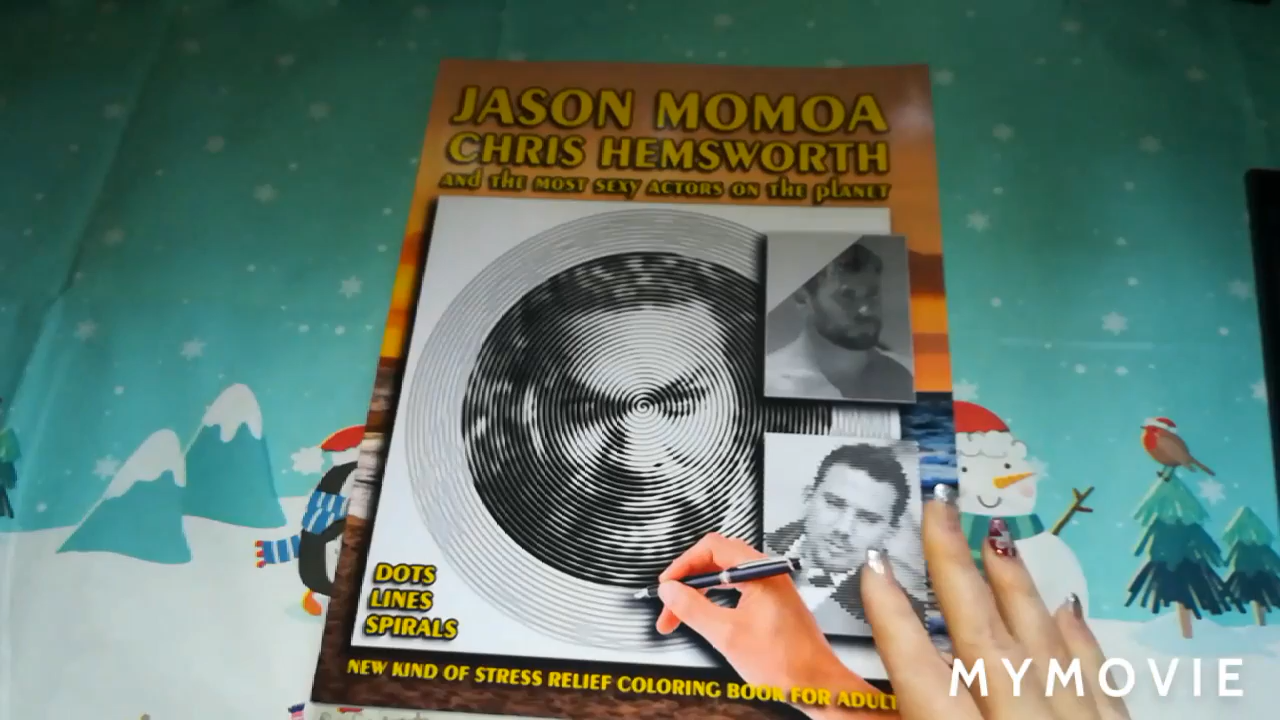 JASON MOMOA
CHRIS HEMSWORTH
and the most sexy actors on the planet
DOTS
LINES
SPIRALS
NEW KIND OF STRESS RELIEF COLORING BOOK FOR ADULT
MYMOVIE